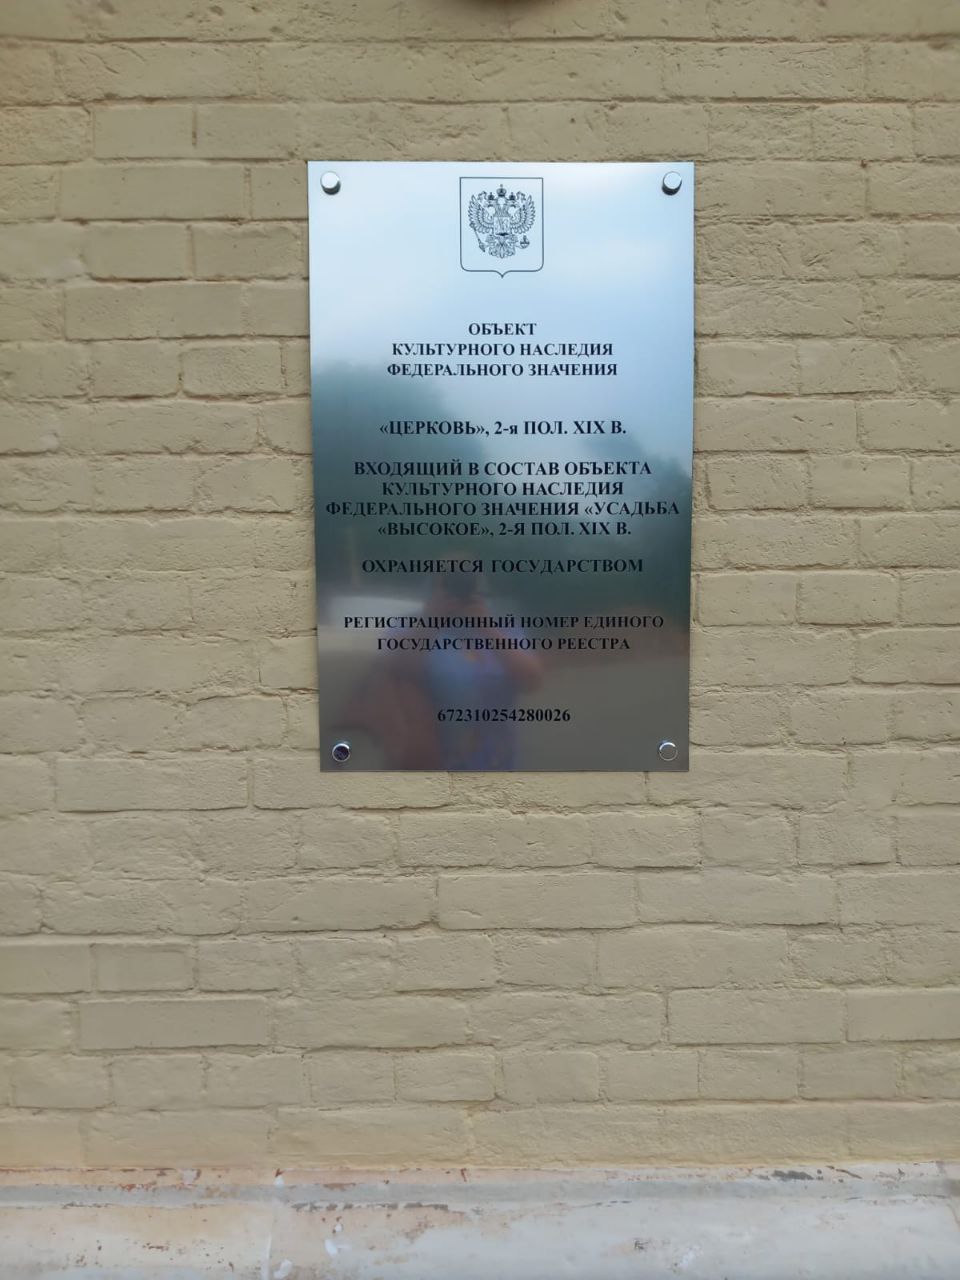 ОБЪЕКТ
КУЛЬТУРНОГО НАСЛЕДИЯ
ФЕДЕРАЛЬНОГО ЗНАЧЕНИЯ
«ЦЕРКОВЬ», 2-я ПОЛ. XIX В.
ВХОДЯЩИЙ В СОСТАВ ОБЪЕКТА
КУЛЬТУРНОГО НАСЛЕДИЯ
ФЕДЕРАЛЬНОГО ЗНАЧЕНИЯ «УСАДЬБА
«ВЫСОКОЕ», 2-Я ПОЛ. XIX В.
ОХРАНЯЕТСЯ ГОСУДАРСТВОМ
РЕГИСТРАЦИОННЫЙ НОМЕР ЕДИНОГО
ГОСУДАРСТВЕННОГО РЕЕСТРА
672310254280026